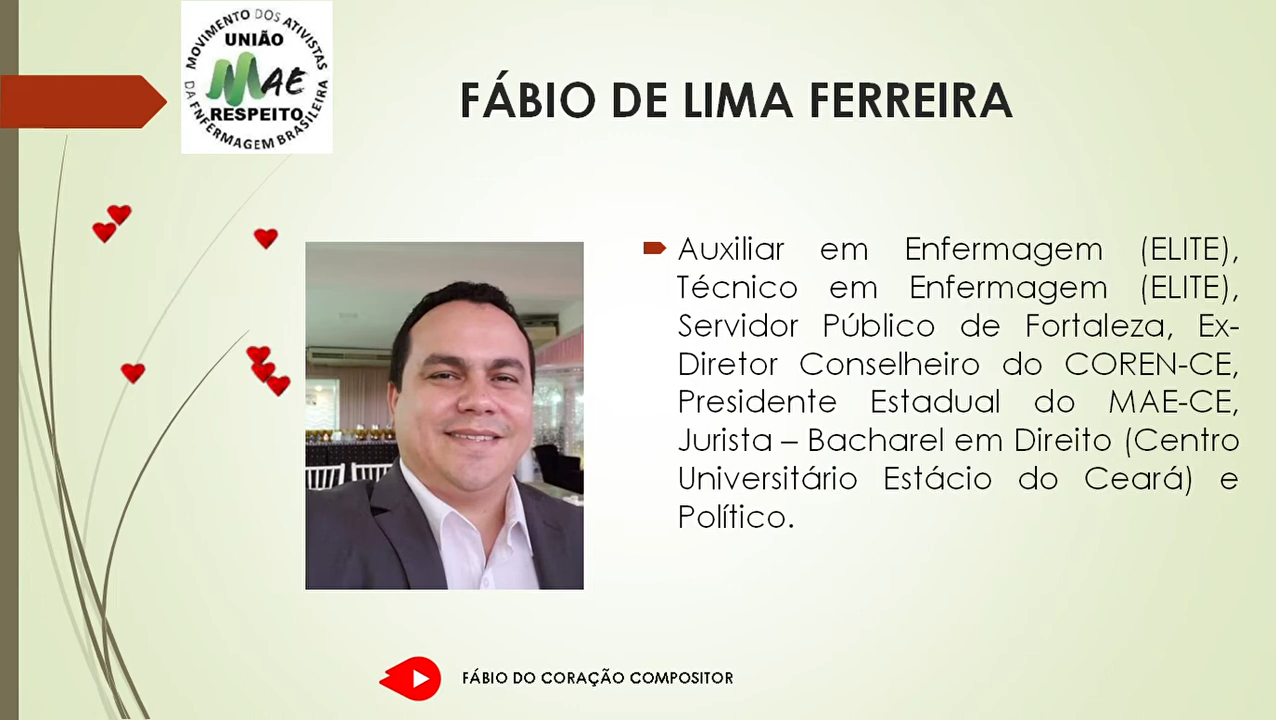 MOVIMENTO DOS ATIVISTAS
UNIÃO
MAE
RESPEITO
DA ENFERMAGEM BRASILEIRA
FÁBIO DE LIMA FERREIRA
Auxiliar em Enfermagem (ELITE),
Técnico em Enfermagem (ELITE),
Servidor Público de Fortaleza, Ex-
Diretor Conselheiro do COREN-CE,
Presidente Estadual do MAE-CE,
Jurista – Bacharel em Direito (Centro
Universitário Estácio do Ceará) e
Político.
FÁBIO DO CORAÇÃO COMPOSITOR